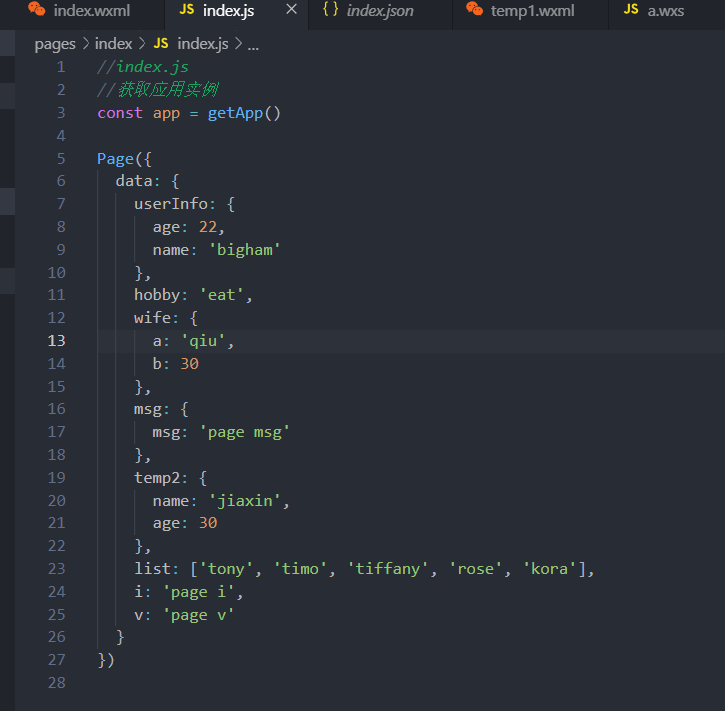 index.wxml JS index.js { } index.json temp1.wxml JS a.wxs
pages index JS index.js ...
1 //index.js
2 //获取应用实例
3 const app = getApp()
4
5 Page({
6 data: {
7 userInfo: {
8 age: 22,
9 name: 'bigham'
10 },
11 hobby: 'eat',
12 wife: {
13 a: 'qiu',
14 b: 30
15 },
16 msg: {
17 msg: 'page msg'
18 },
19 temp2: {
20 name: 'jiaxin',
21 age: 30
22 },
23 list: ['tony', 'timo', 'tiffany', 'rose', 'kora'],
24 i: 'page i',
25 v: 'page v'
26 }
27 })
28